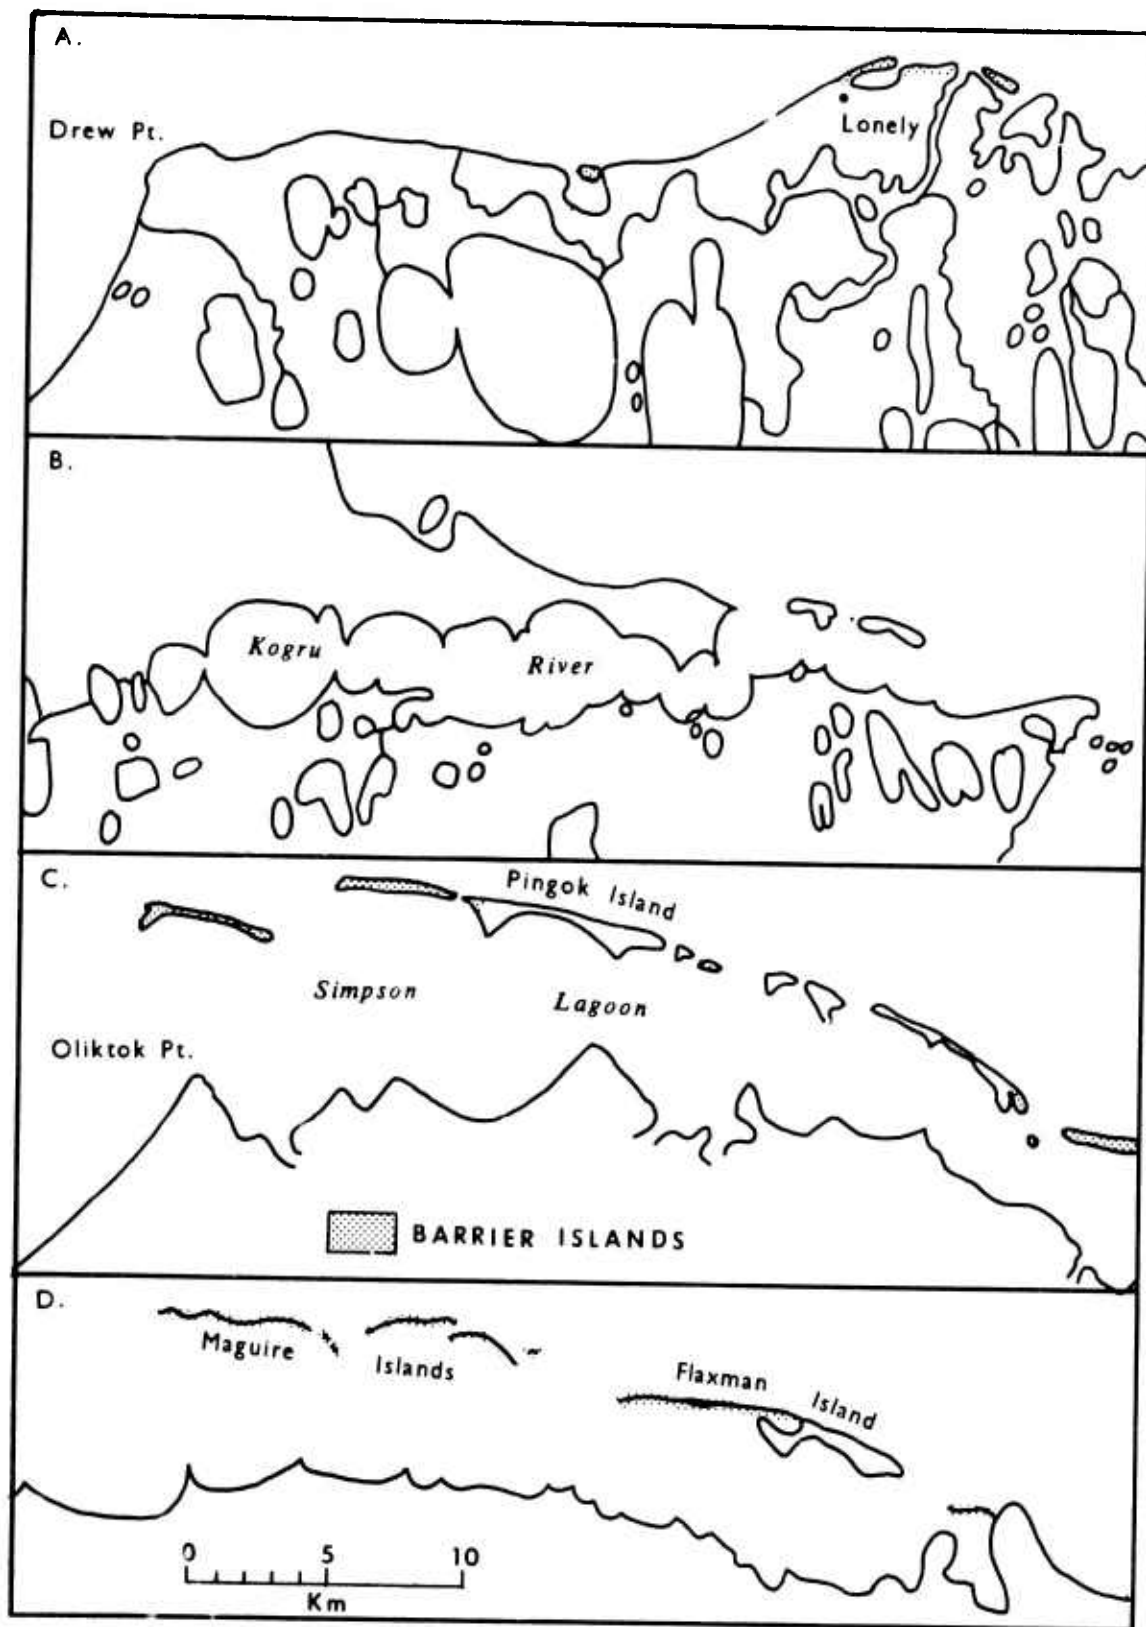 A.
Drew Pt.
Lonely
B.
Kogru River
C.
Pingok Island
Simpson Lagoon
Oliktok Pt.
BARRIER ISLANDS
D.
Maguire Islands
Flaxman Island
0 5 10
Km